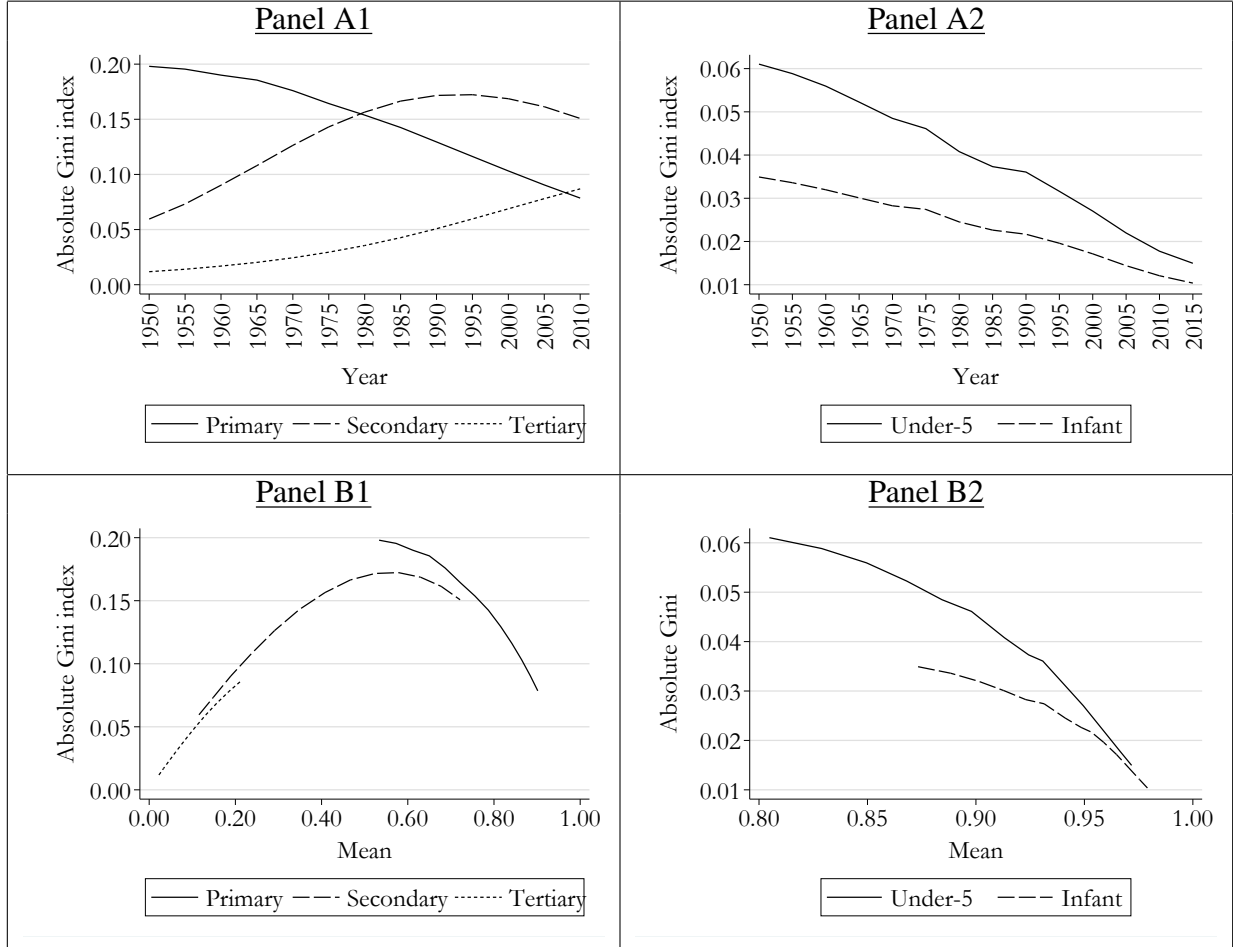 Panel A1
Absolute Gini index
0.20
0.15
0.10
0.05
0.00
1950 1955 1960 1965 1970 1975 1980 1985 1990 1995 2000 2005 2010
Year
Primary Secondary Tertiary
Panel A2
Absolute Gini index
0.06
0.05
0.04
0.03
0.02
0.01
1950 1955 1960 1965 1970 1975 1980 1985 1990 1995 2000 2005 2010 2015
Year
Under-5 Infant
Panel B1
Absolute Gini index
0.20
0.15
0.10
0.05
0.00
0.00 0.20 0.40 0.60 0.80 1.00
Mean
Primary Secondary Tertiary
Panel B2
Absolute Gini
0.06
0.05
0.04
0.03
0.02
0.01
0.80 0.85 0.90 0.95 1.00
Mean
Under-5 Infant